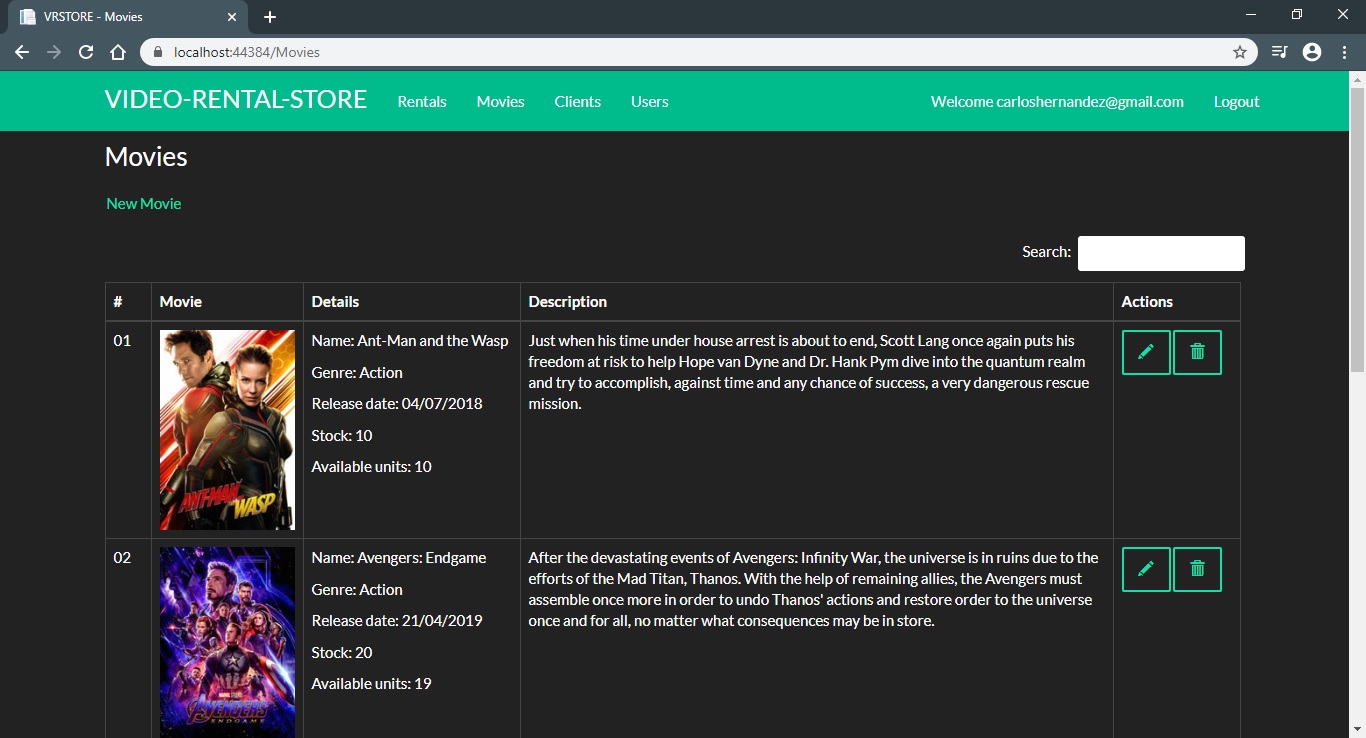 VRSTORE - Movies
localhost:44384/Movies
VIDEO-RENTAL-STORE Rentals Movies Clients Users Welcome carloshernandez@gmail.com Logout
Movies
New Movie
Search:
# Movie Details Description Actions
01
ANT-MAN
AND THE
WASP
Name: Ant-Man and the Wasp
Genre: Action
Release date: 04/07/2018
Stock: 10
Available units: 10
Just when his time under house arrest is about to end, Scott Lang once again puts his
freedom at risk to help Hope van Dyne and Dr. Hank Pym dive into the quantum realm
and try to accomplish, against time and any chance of success, a very dangerous rescue
mission.
02
MARVEL STUDIOS
AVENGERS
ENDGAME
Name: Avengers: Endgame
Genre: Action
Release date: 21/04/2019
Stock: 20
Available units: 19
After the devastating events of Avengers: Infinity War, the universe is in ruins due to the
efforts of the Mad Titan, Thanos. With the help of remaining allies, the Avengers must
assemble once more in order to undo Thanos' actions and restore order to the universe
once and for all, no matter what consequences may be in store.